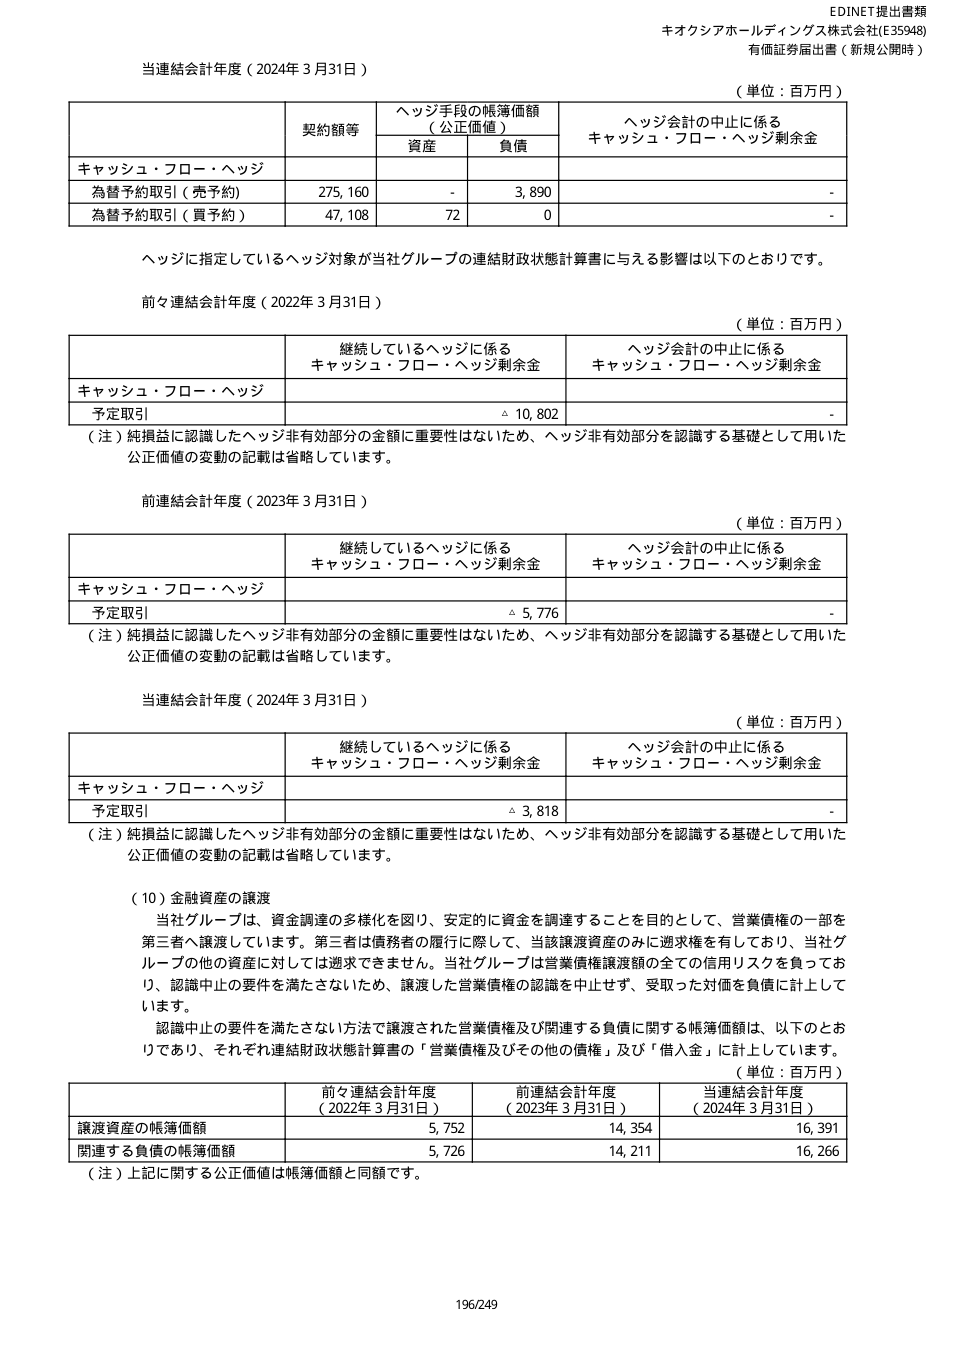 EDINET提出書類
キオクシアホールディングス株式会社(E35948)
有価証券届出書（新規公開時）
当連結会計年度（2024年３月31日）
（単位：百万円）
契約額等
ヘッジ手段の帳簿価額
（公正価値）
ヘッジ会計の中止に係る
キャッシュ・フロー・ヘッジ剰余金
資産 負債
キャッシュ・フロー・ヘッジ
為替予約取引（売予約) 275,160 - 3,890 -
為替予約取引（買予約） 47,108 72 0 -
ヘッジに指定しているヘッジ対象が当社グループの連結財政状態計算書に与える影響は以下のとおりです。
前々連結会計年度（2022年３月31日）
（単位：百万円）
継続しているヘッジに係る ヘッジ会計の中止に係る
キャッシュ・フロー・ヘッジ剰余金 キャッシュ・フロー・ヘッジ剰余金
キャッシュ・フロー・ヘッジ
予定取引 △10,802 -
（注）純損益に認識したヘッジ非有効部分の金額に重要性はないため、ヘッジ非有効部分を認識する基礎として用いた
公正価値の変動の記載は省略しています。
前連結会計年度（2023年３月31日）
（単位：百万円）
継続しているヘッジに係る ヘッジ会計の中止に係る
キャッシュ・フロー・ヘッジ剰余金 キャッシュ・フロー・ヘッジ剰余金
キャッシュ・フロー・ヘッジ
予定取引 △5,776 -
（注）純損益に認識したヘッジ非有効部分の金額に重要性はないため、ヘッジ非有効部分を認識する基礎として用いた
公正価値の変動の記載は省略しています。
当連結会計年度（2024年３月31日）
（単位：百万円）
継続しているヘッジに係る ヘッジ会計の中止に係る
キャッシュ・フロー・ヘッジ剰余金 キャッシュ・フロー・ヘッジ剰余金
キャッシュ・フロー・ヘッジ
予定取引 △3,818 -
（注）純損益に認識したヘッジ非有効部分の金額に重要性はないため、ヘッジ非有効部分を認識する基礎として用いた
公正価値の変動の記載は省略しています。
（10）金融資産の譲渡
当社グループは、資金調達の多様化を図り、安定的に資金を調達することを目的として、営業債権の一部を
第三者へ譲渡しています。第三者は債務者の履行に際して、当該譲渡資産のみに遡求権を有しており、当社グ
ループの他の資産に対しては遡求できません。当社グループは営業債権譲渡額の全ての信用リスクを負ってお
り、認識中止の要件を満たさないため、譲渡した営業債権の認識を中止せず、受取った対価を負債に計上して
います。
認識中止の要件を満たさない方法で譲渡された営業債権及び関連する負債に関する帳簿価額は、以下のとお
りであり、それぞれ連結財政状態計算書の「営業債権及びその他の債権」及び「借入金」に計上しています。
（単位：百万円）
前々連結会計年度 前連結会計年度 当連結会計年度
（2022年３月31日） （2023年３月31日） （2024年３月31日）
譲渡資産の帳簿価額 5,752 14,354 16,391
関連する負債の帳簿価額 5,726 14,211 16,266
（注）上記に関する公正価値は帳簿価額と同額です。
196/249